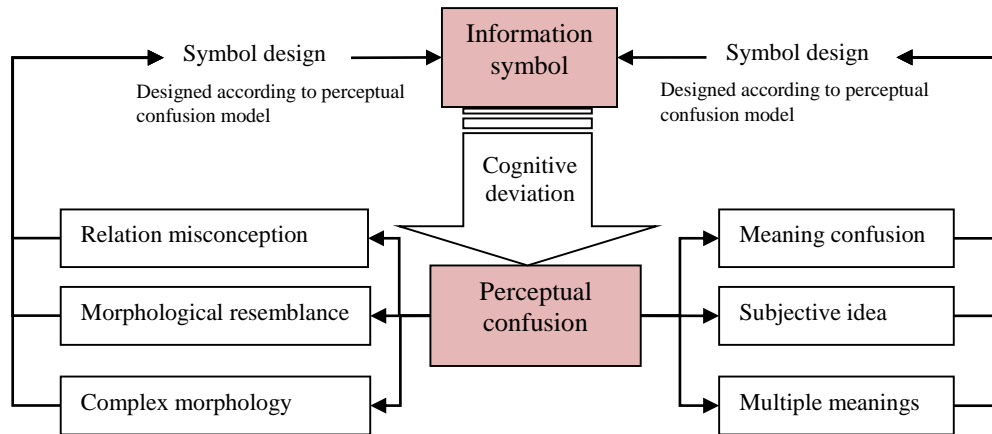 Information
symbol
Symbol design
Designed according to perceptual
confusion model
Symbol design
Designed according to perceptual
confusion model
Cognitive
deviation
Relation misconception
Morphological resemblance
Complex morphology
Perceptual
confusion
Meaning confusion
Subjective idea
Multiple meanings